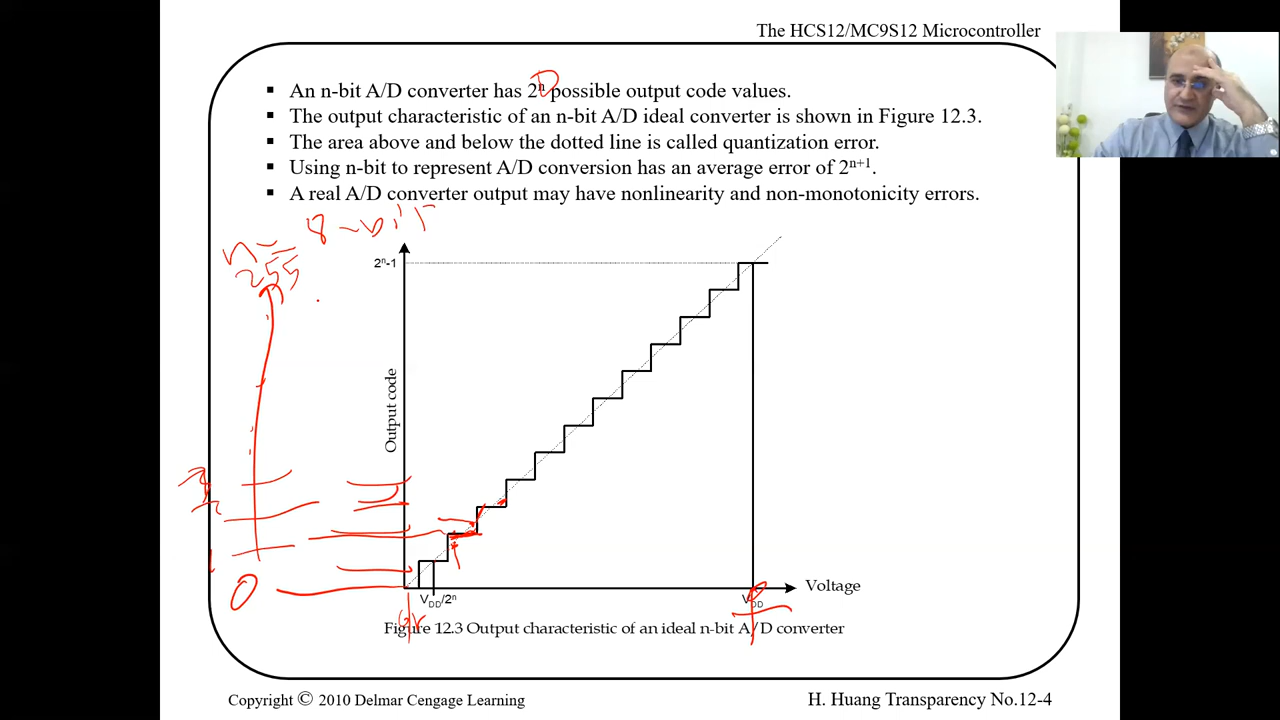 The HCS12/MC9S12 Microcontroller
▪ An n-bit A/D converter has 2ⁿ possible output code values.
▪ The output characteristic of an n-bit A/D ideal converter is shown in Figure 12.3.
▪ The area above and below the dotted line is called quantization error.
▪ Using n-bit to represent A/D conversion has an average error of 2ⁿ⁺¹.
▪ A real A/D converter output may have nonlinearity and non-monotonicity errors.
n = 8-bit
255
2ⁿ-1
Output code
1
0
Voltage
V_DD/2ⁿ
V_DD
Figure 12.3 Output characteristic of an ideal n-bit A/D converter
Copyright © 2010 Delmar Cengage Learning
H. Huang Transparency No.12-4